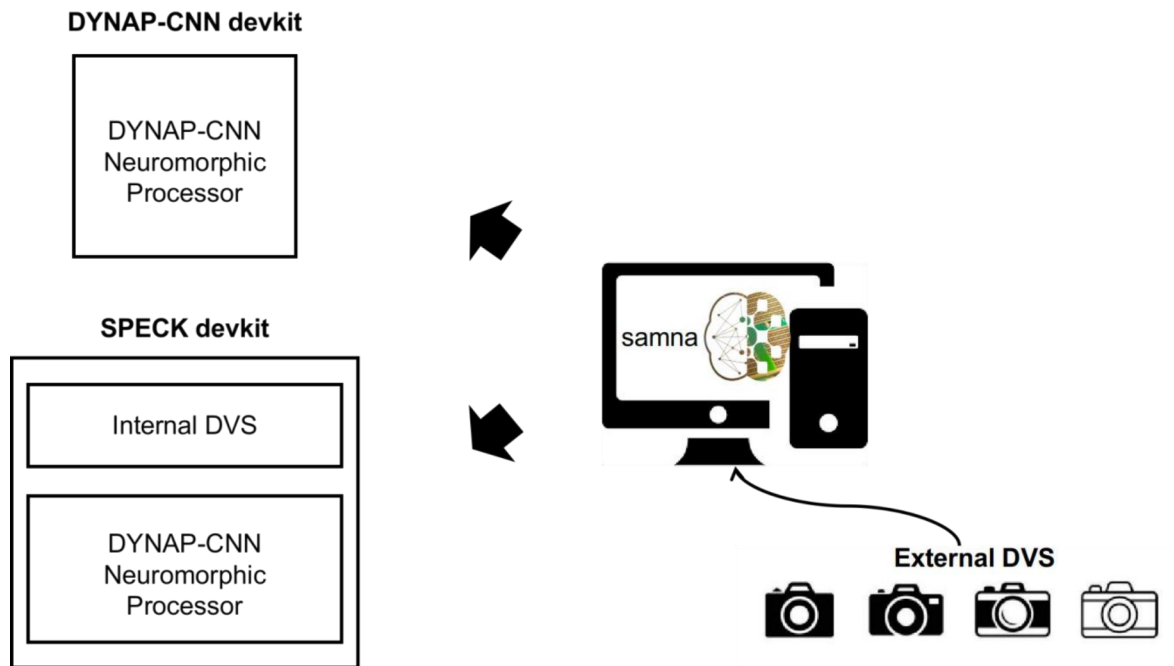 DYNAP-CNN devkit
DYNAP-CNN
Neuromorphic
Processor
SPECK devkit
Internal DVS
DYNAP-CNN
Neuromorphic
Processor
samna
External DVS